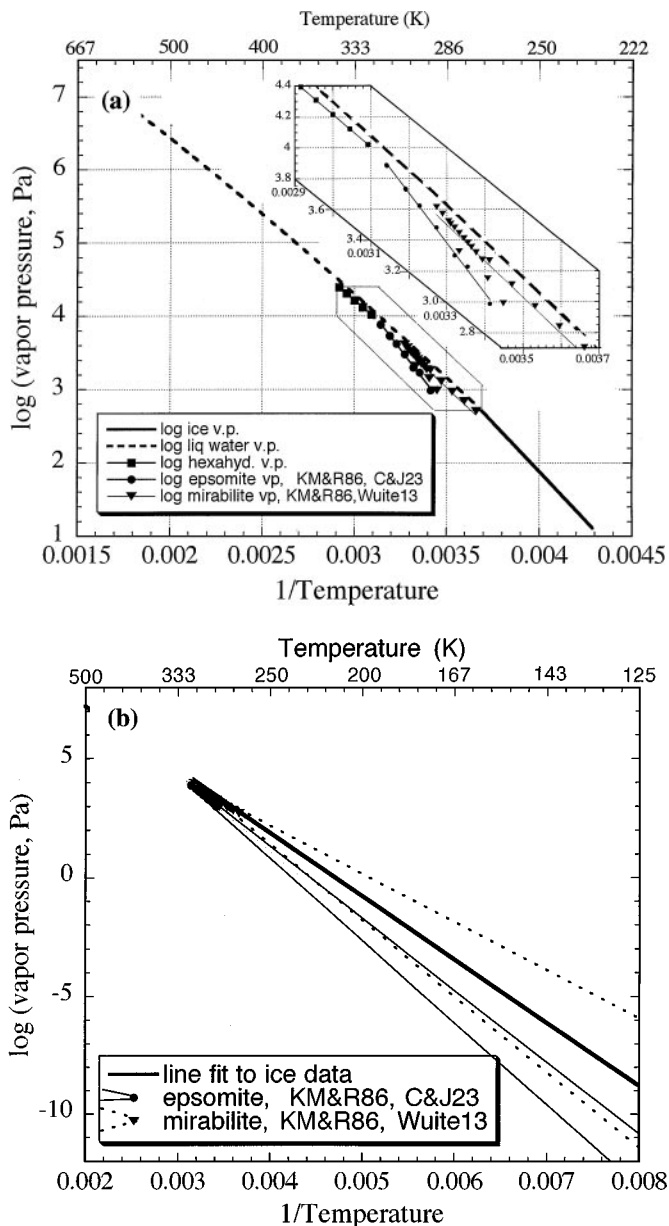 Temperature (K)
667 500 400 333 286 250 222
(a)
7
6
5
4
3
2
1
log (vapor pressure, Pa)
4.4
4
3.8
0.0029
3.6
3.4
0.0031
3.2
0.0033
3.0
2.8
0.0035
0.0037
log ice v.p.
log liq water v.p.
log hexahyd. v.p.
log epsomite vp, KM&R86, C&J23
log mirabilite vp, KM&R86,Wuite13
0.0015 0.002 0.0025 0.003 0.0035 0.004 0.0045
1/Temperature
Temperature (K)
500 333 250 200 167 143 125
(b)
5
0
-5
-10
log (vapor pressure, Pa)
line fit to ice data
epsomite, KM&R86, C&J23
mirabilite, KM&R86, Wuite13
0.002 0.003 0.004 0.005 0.006 0.007 0.008
1/Temperature